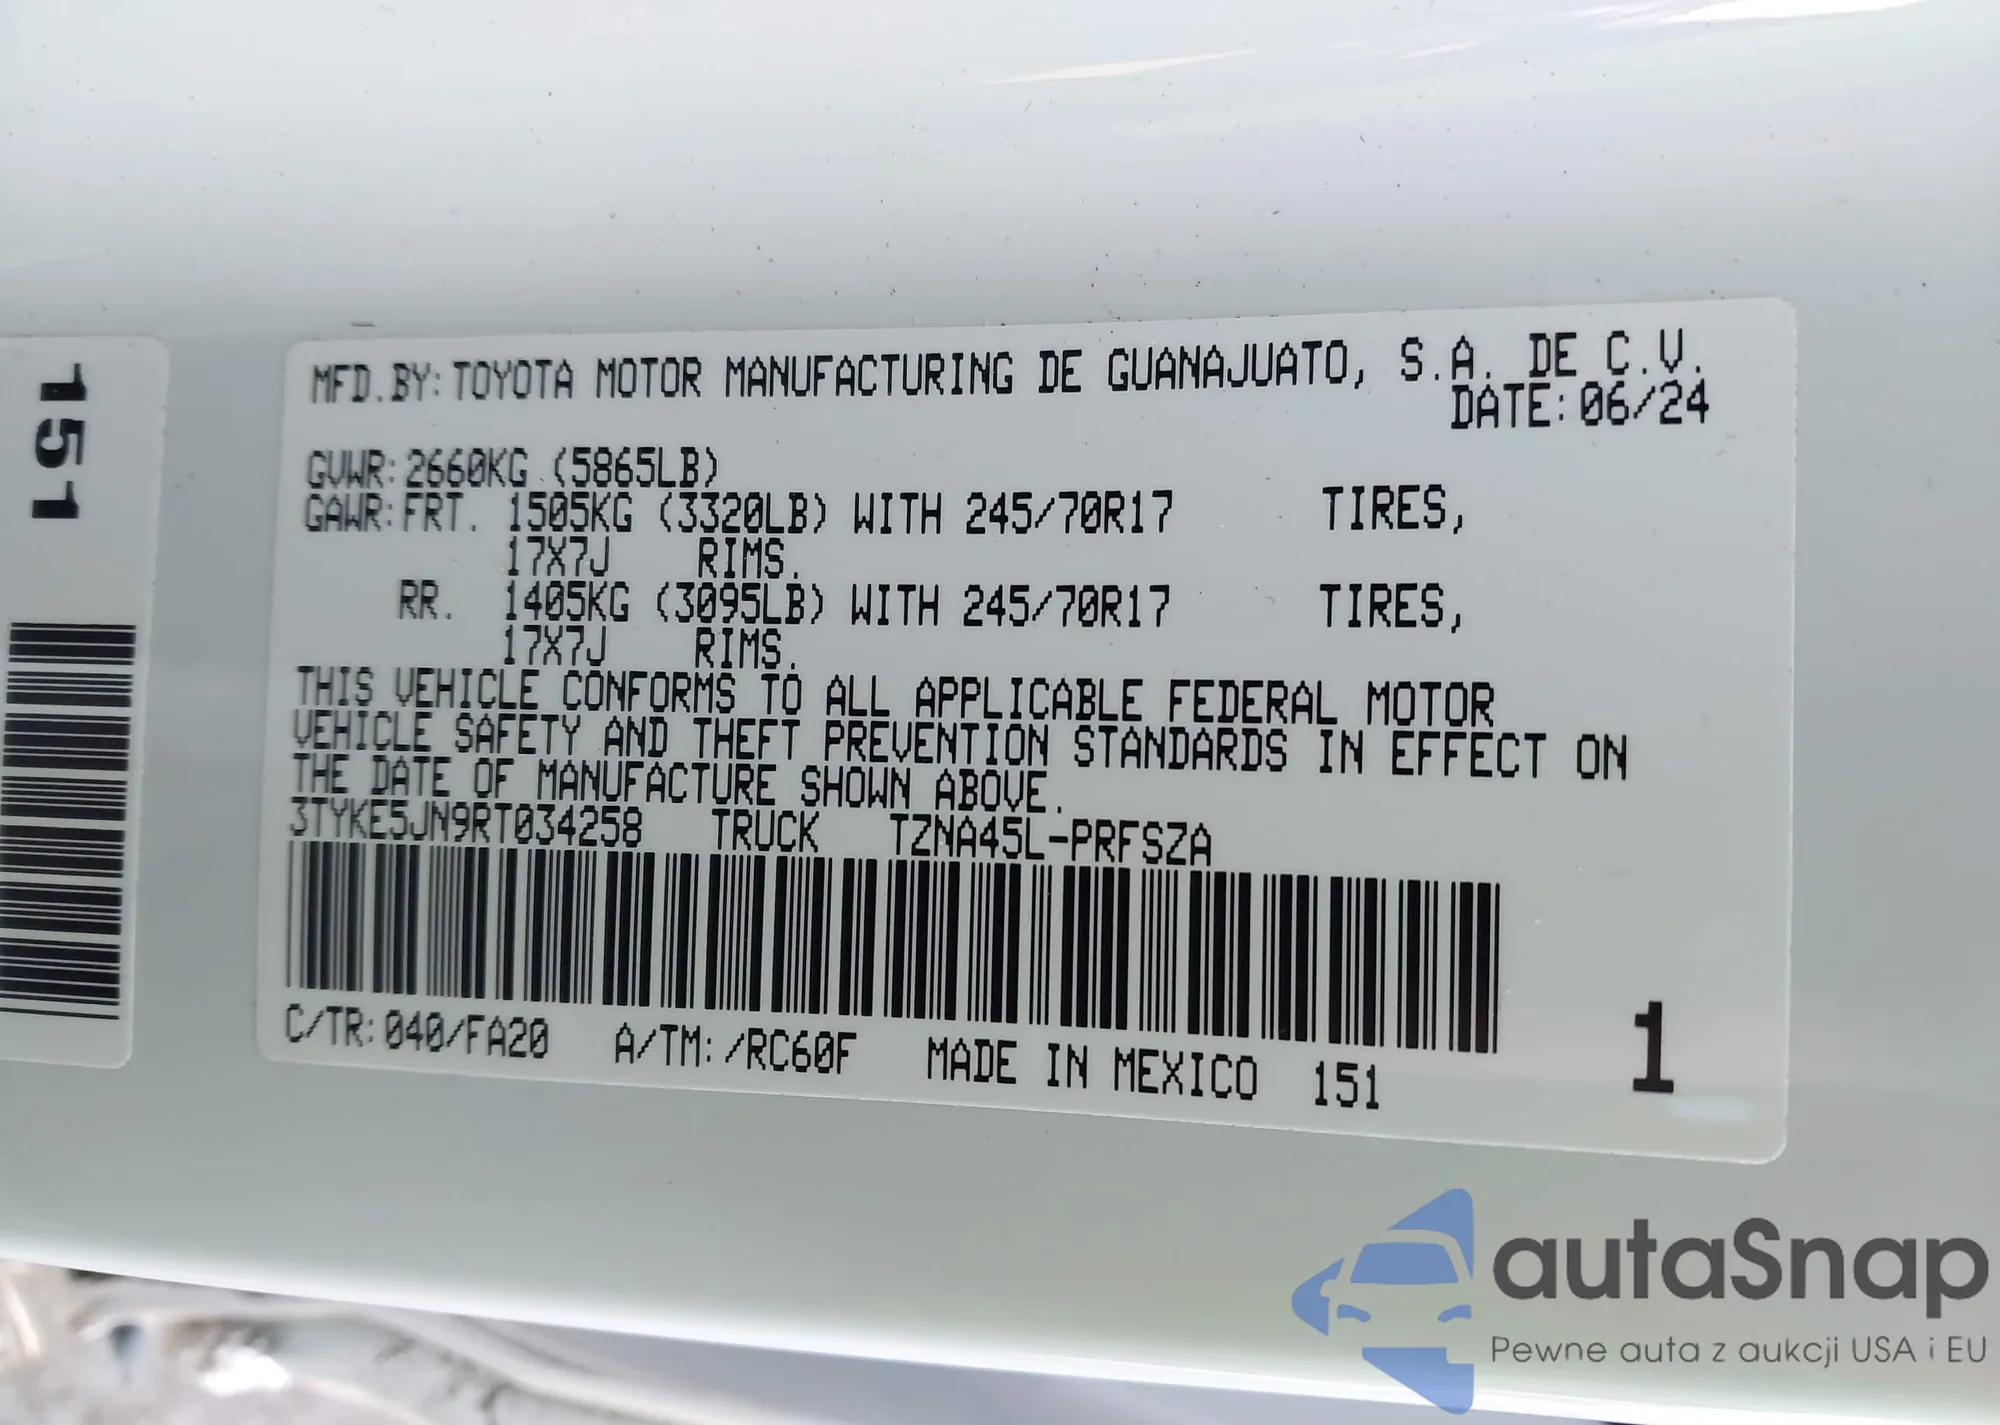 151
MFD.BY:TOYOTA MOTOR MANUFACTURING DE GUANAJUATO, S.A. DE C.V.
DATE:06/24
GVWR:2660KG (5865LB)
GAWR:FRT. 1505KG (3320LB) WITH 245/70R17 TIRES,
17X7J RIMS.
RR. 1405KG (3095LB) WITH 245/70R17 TIRES,
17X7J RIMS.
THIS VEHICLE CONFORMS TO ALL APPLICABLE FEDERAL MOTOR
VEHICLE SAFETY AND THEFT PREVENTION STANDARDS IN EFFECT ON
THE DATE OF MANUFACTURE SHOWN ABOVE.
3TYKE5JN9RT034258 TRUCK TZNA45L-PRFSZA
C/TR:040/FA20 A/TM:/RC60F MADE IN MEXICO 151
1
autaSnap
Pewne auta z aukcji USA i EU